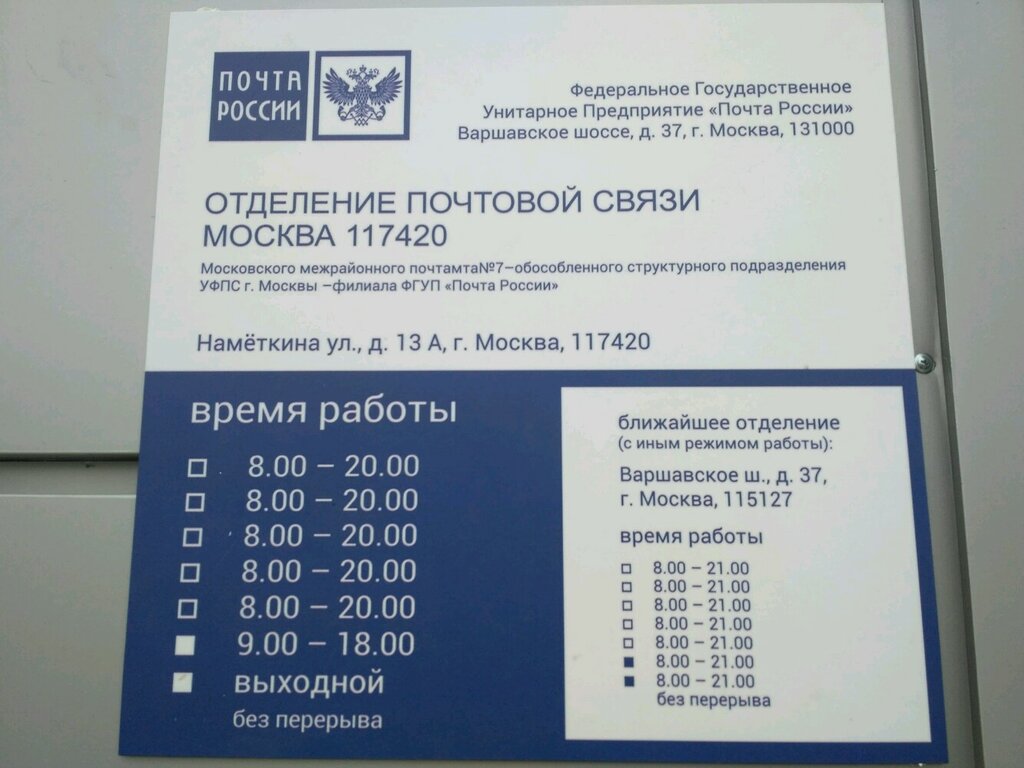 ПОЧТА
РОССИИ
Федеральное Государственное
Унитарное Предприятие «Почта России»
Варшавское шоссе, д. 37, г. Москва, 131000
ОТДЕЛЕНИЕ ПОЧТОВОЙ СВЯЗИ
МОСКВА 117420
Московского межрайонного почтамта№7–обособленного структурного подразделения
УФПС г. Москвы –филиала ФГУП «Почта России»
Намёткина ул., д. 13 А, г. Москва, 117420
время работы
8.00 – 20.00
8.00 – 20.00
8.00 – 20.00
8.00 – 20.00
8.00 – 20.00
9.00 – 18.00
выходной
без перерыва
ближайшее отделение
(с иным режимом работы):
Варшавское ш., д. 37,
г. Москва, 115127
время работы
8.00 – 21.00
8.00 – 21.00
8.00 – 21.00
8.00 – 21.00
8.00 – 21.00
8.00 – 21.00
8.00 – 21.00
без перерыва